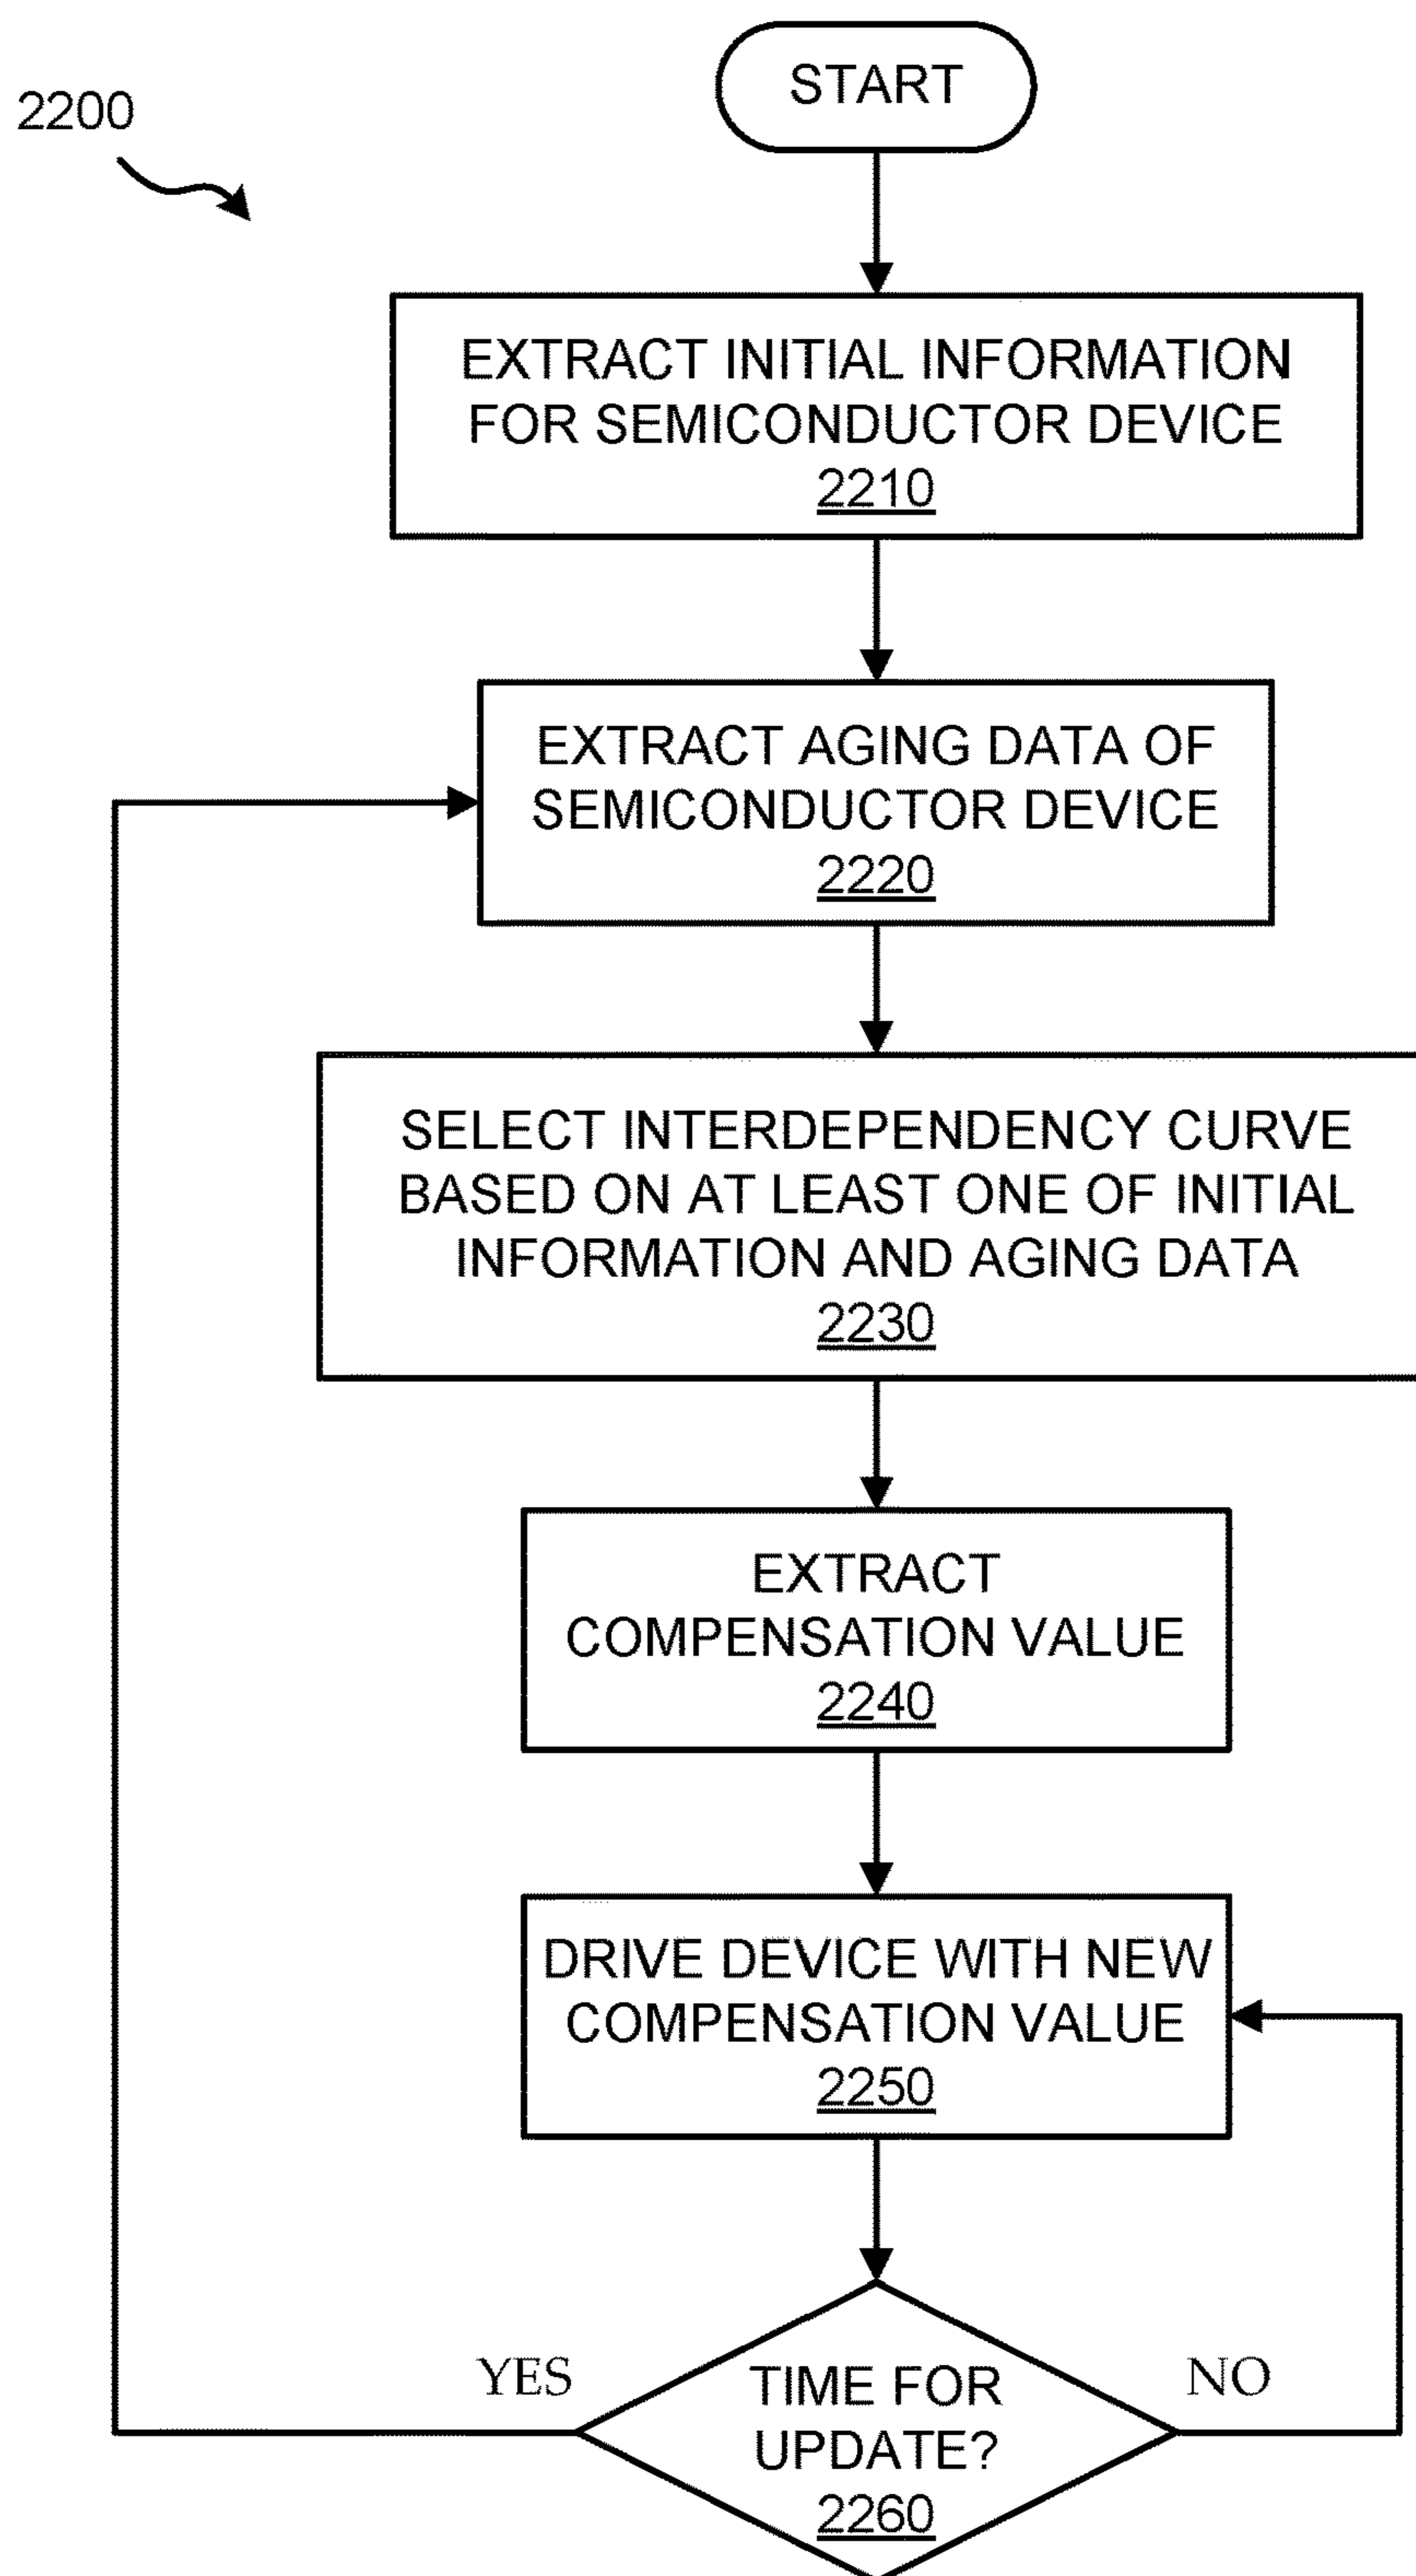 START
2200
EXTRACT INITIAL INFORMATION
FOR SEMICONDUCTOR DEVICE
2210
EXTRACT AGING DATA OF
SEMICONDUCTOR DEVICE
2220
SELECT INTERDEPENDENCY CURVE
BASED ON AT LEAST ONE OF INITIAL
INFORMATION AND AGING DATA
2230
EXTRACT
COMPENSATION VALUE
2240
DRIVE DEVICE WITH NEW
COMPENSATION VALUE
2250
YES
NO
TIME FOR
UPDATE?
2260